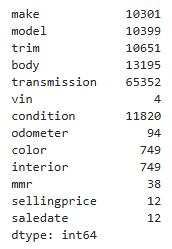 make 10301
model 10399
trim 10651
body 13195
transmission 65352
vin 4
condition 11820
odometer 94
color 749
interior 749
mmr 38
sellingprice 12
saledate 12
dtype: int64